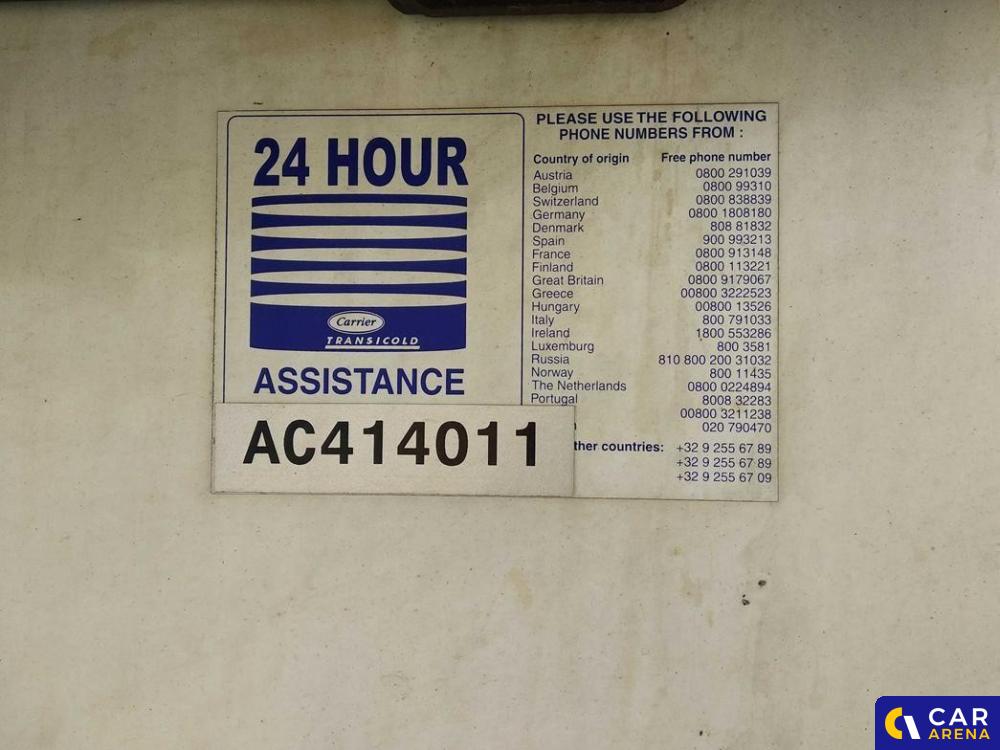 24 HOUR
Carrier
TRANSICOLD
ASSISTANCE
AC414011
PLEASE USE THE FOLLOWING
PHONE NUMBERS FROM :
Country of origin Free phone number
Austria 0800 291039
Belgium 0800 99310
Switzerland 0800 838839
Germany 0800 1808180
Denmark 808 81832
Spain 900 993213
France 0800 913148
Finland 0800 113221
Great Britain 0800 9179067
Greece 00800 3222523
Hungary 00800 13526
Italy 800 791033
Ireland 1800 553286
Luxemburg 800 3581
Russia 810 800 200 31032
Norway 800 11435
The Netherlands 0800 0224894
Portugal 8008 32283
00800 3211238
020 790470
ther countries: +32 9 255 67 89
+32 9 255 67 89
+32 9 255 67 09
CAR
ARENA